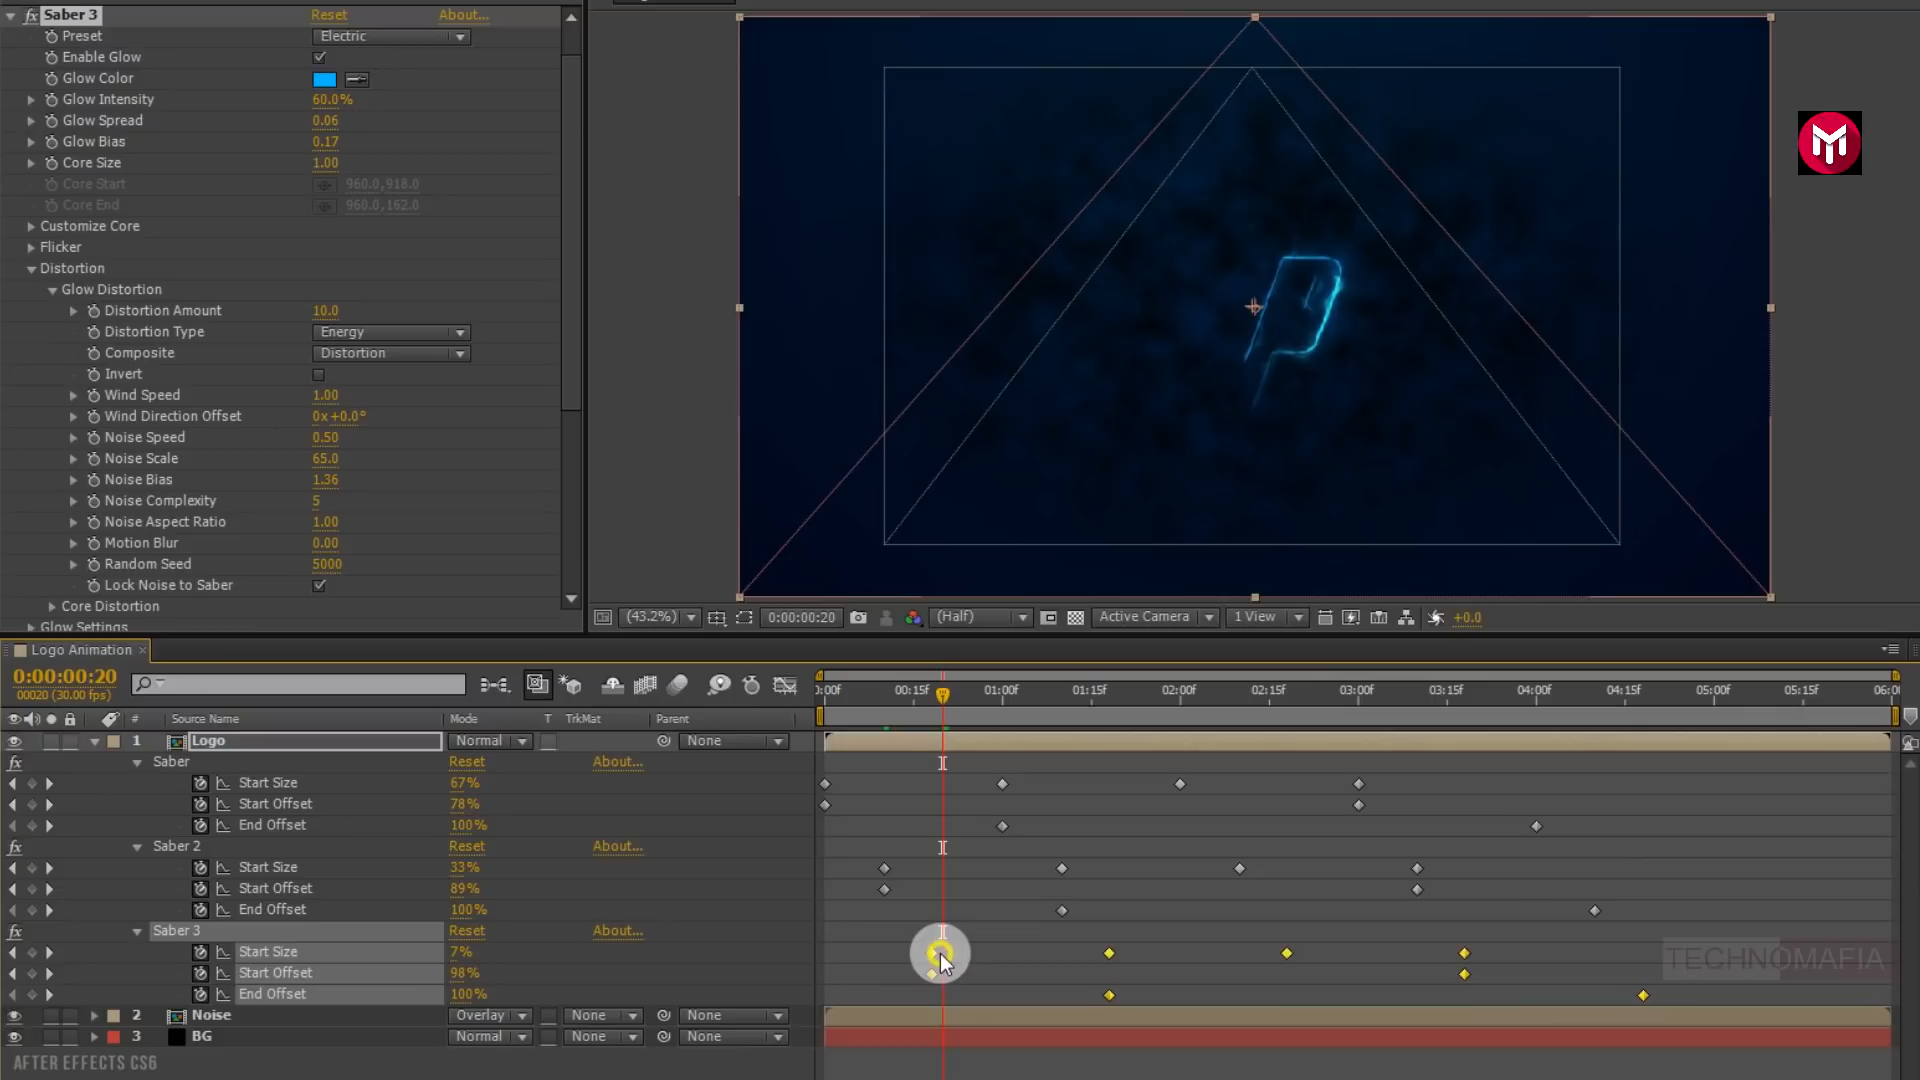 fx Saber 3 Reset About...
Preset Electric
Enable Glow
Glow Color
Glow Intensity 60.0%
Glow Spread 0.06
Glow Bias 0.17
Core Size 1.00
Core Start 960.0,918.0
Core End 960.0,162.0
Customize Core
Flicker
Distortion
Glow Distortion
Distortion Amount 10.0
Distortion Type Energy
Composite Distortion
Invert
Wind Speed 1.00
Wind Direction Offset 0x+0.0°
Noise Speed 0.50
Noise Scale 65.0
Noise Bias 1.36
Noise Complexity 5
Noise Aspect Ratio 1.00
Motion Blur 0.00
Random Seed 5000
Lock Noise to Saber
Core Distortion
Glow Settings
(43.2%) 0:00:00:20 (Half) Active Camera 1 View +0.0
Logo Animation ×
0:00:00:20
00020 (30.00 fps)
0:00f 00:15f 01:00f 01:15f 02:00f 02:15f 03:00f 03:15f 04:00f 04:15f 05:00f 05:15f 06:00
# Source Name Mode T TrkMat Parent
1 Logo Normal None
fx Saber Reset About...
Start Size 67%
Start Offset 78%
End Offset 100%
fx Saber 2 Reset About...
Start Size 33%
Start Offset 89%
End Offset 100%
fx Saber 3 Reset About...
Start Size 7%
Start Offset 98%
End Offset 100%
2 Noise Overlay None None
3 BG Normal None None
TECHNOMAFIA
AFTER EFFECTS CS6